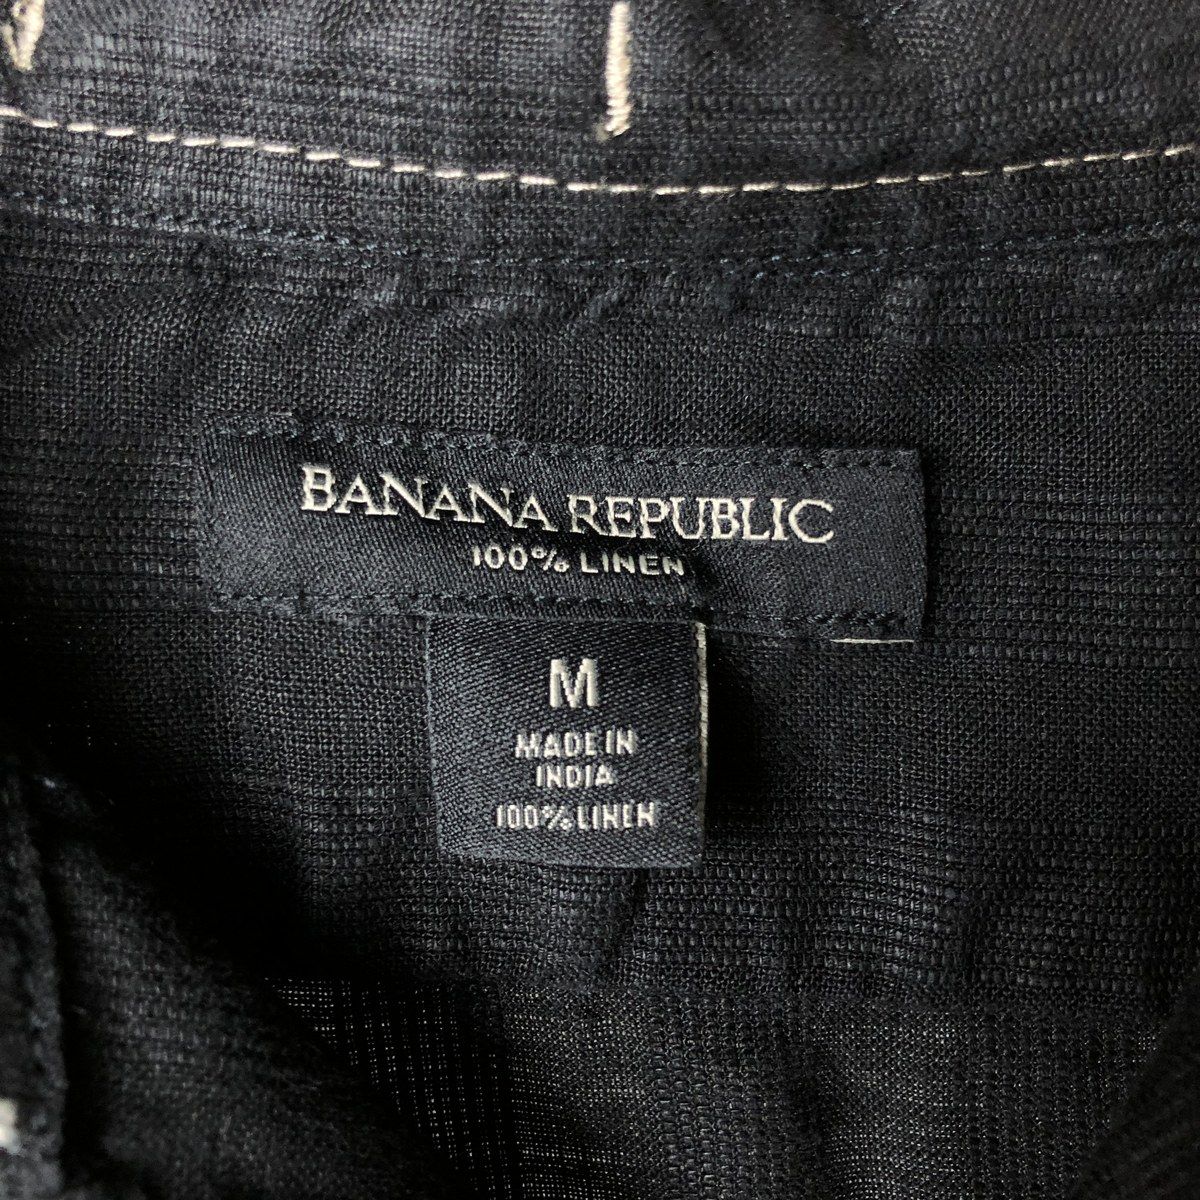 BANANA REPUBLIC
100% LINEN
M
MADE IN
INDIA
100% LINEN